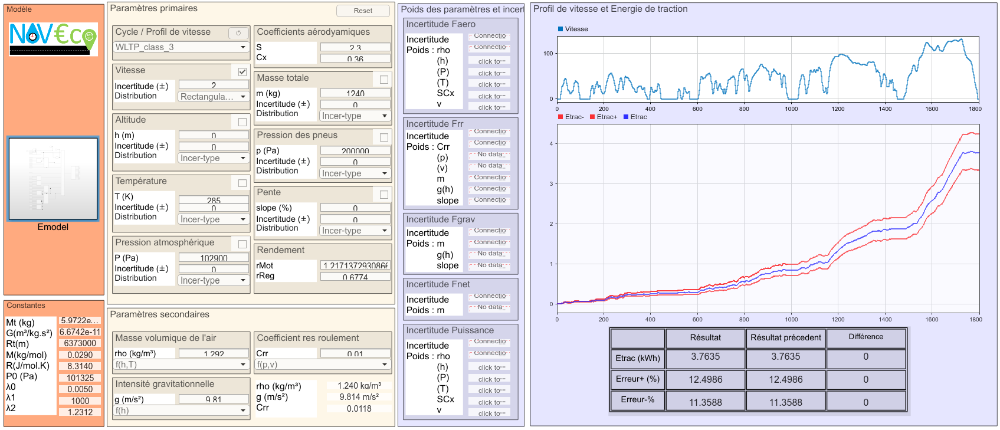 Modèle
NOV€Co
Emodel
Constantes
Mt (kg) 5.9722e...
G(m³/kg.s²) 6.6742e-11
Rt(m) 6373000
M(kg/mol) 0.0290
R(J/mol.K) 8.3140
P0 (Pa) 101325
λ0 0.0050
λ1 1000
λ2 1.2312
Paramètres primaires
Reset
Cycle / Profil de vitesse
WLTP_class_3
Vitesse
Incertitude (±) 2
Distribution Rectangula...
Altitude
h (m) 0
Incertitude (±) 0
Distribution Incer-type
Température
T (K) 285
Incertitude (±) 0
Distribution Incer-type
Pression atmosphérique
P (Pa) 102900
Incertitude (±) 0
Distribution Incer-type
Coefficients aérodyamiques
S 2.3
Cx 0.36
Masse totale
m (kg) 1240
Incertitude (±) 0
Distribution Incer-type
Pression des pneus
p (Pa) 200000
Incertitude (±) 0
Distribution Incer-type
Pente
slope (%) 0
Incertitude (±) 0
Distribution Incer-type
Rendement
rMot 1.2171372930866
rReg 0.6774
Paramètres secondaires
Masse volumique de l'air
rho (kg/m³) 1.292
f(h,T)
Coefficient res roulement
Crr 0.01
f(p,v)
Intensité gravitationnelle
g (m/s²) 9.81
f(h)
rho (kg/m³) 1.240 kg/m³
g (m/s²) 9.814 m/s²
Crr 0.0118
Poids des paramètres et incert
Incertitude Faero
Incertitude Connectio
Poids : rho Connectio
(h) click to
(P) click to
(T) click to
SCx click to
v click to
Incertitude Frr
Incertitude Connectio
Poids : Crr Connectio
(p) No data
(v) No data
m Connectio
g(h) Connectio
slope Connectio
Incertitude Fgrav
Incertitude Connectio
Poids : m Connectio
g(h) No data
slope No data
Incertitude Fnet
Incertitude Connectio
Poids : m No data
Incertitude Puissance
Incertitude Connectio
Poids : rho Connectio
(h) click to
(P) click to
(T) click to
SCx click to
v click to
Profil de vitesse et Energie de traction
Vitesse
100
0
0 200 400 600 800 1000 1200 1400 1600 1800
Etrac- Etrac+ Etrac
4
3
2
1
0
0 200 400 600 800 1000 1200 1400 1600 1800
Résultat Résultat précedent Différence
Etrac (kWh) 3.7635 3.7635 0
Erreur+ (%) 12.4986 12.4986 0
Erreur-% 11.3588 11.3588 0